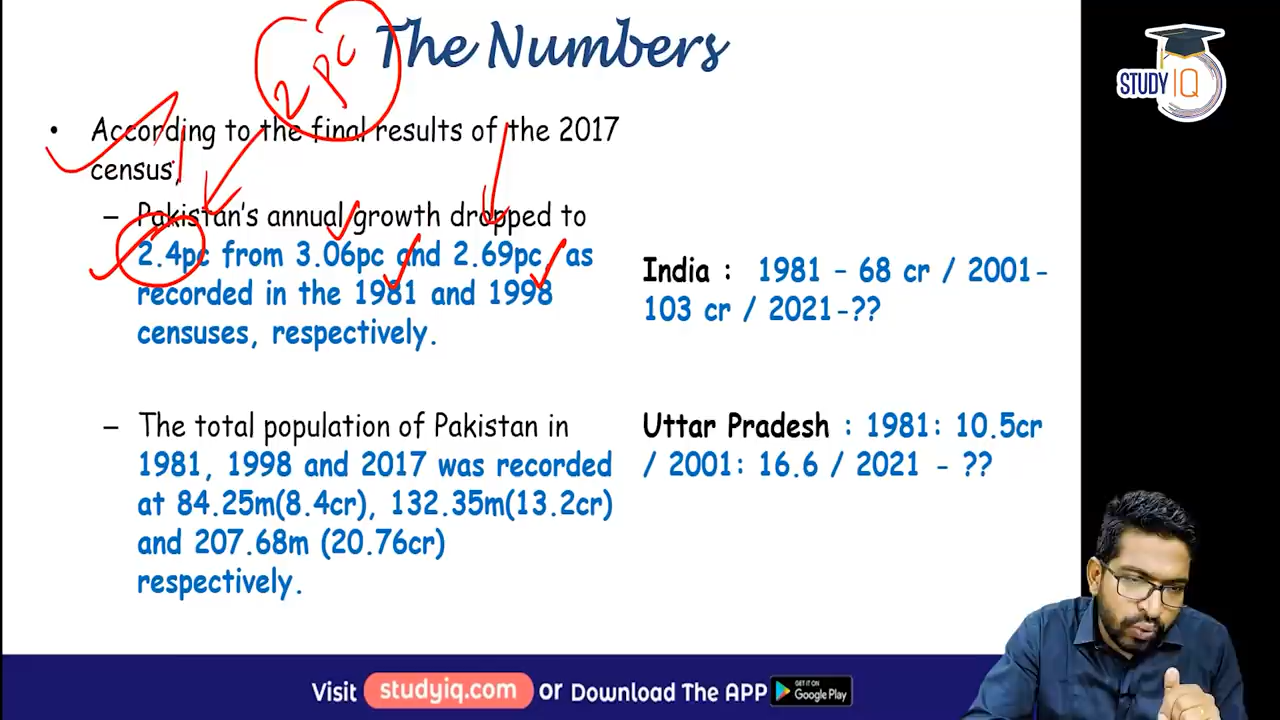 The Numbers
2 pc
STUDY IQ
• According to the final results of the 2017
census,
– Pakistan's annual growth dropped to
2.4pc from 3.06pc and 2.69pc, as
recorded in the 1981 and 1998
censuses, respectively.
– The total population of Pakistan in
1981, 1998 and 2017 was recorded
at 84.25m(8.4cr), 132.35m(13.2cr)
and 207.68m (20.76cr)
respectively.
India : 1981 – 68 cr / 2001-
103 cr / 2021-??
Uttar Pradesh : 1981: 10.5cr
/ 2001: 16.6 / 2021 - ??
Visit studyiq.com or Download The APP GET IT ON Google Play